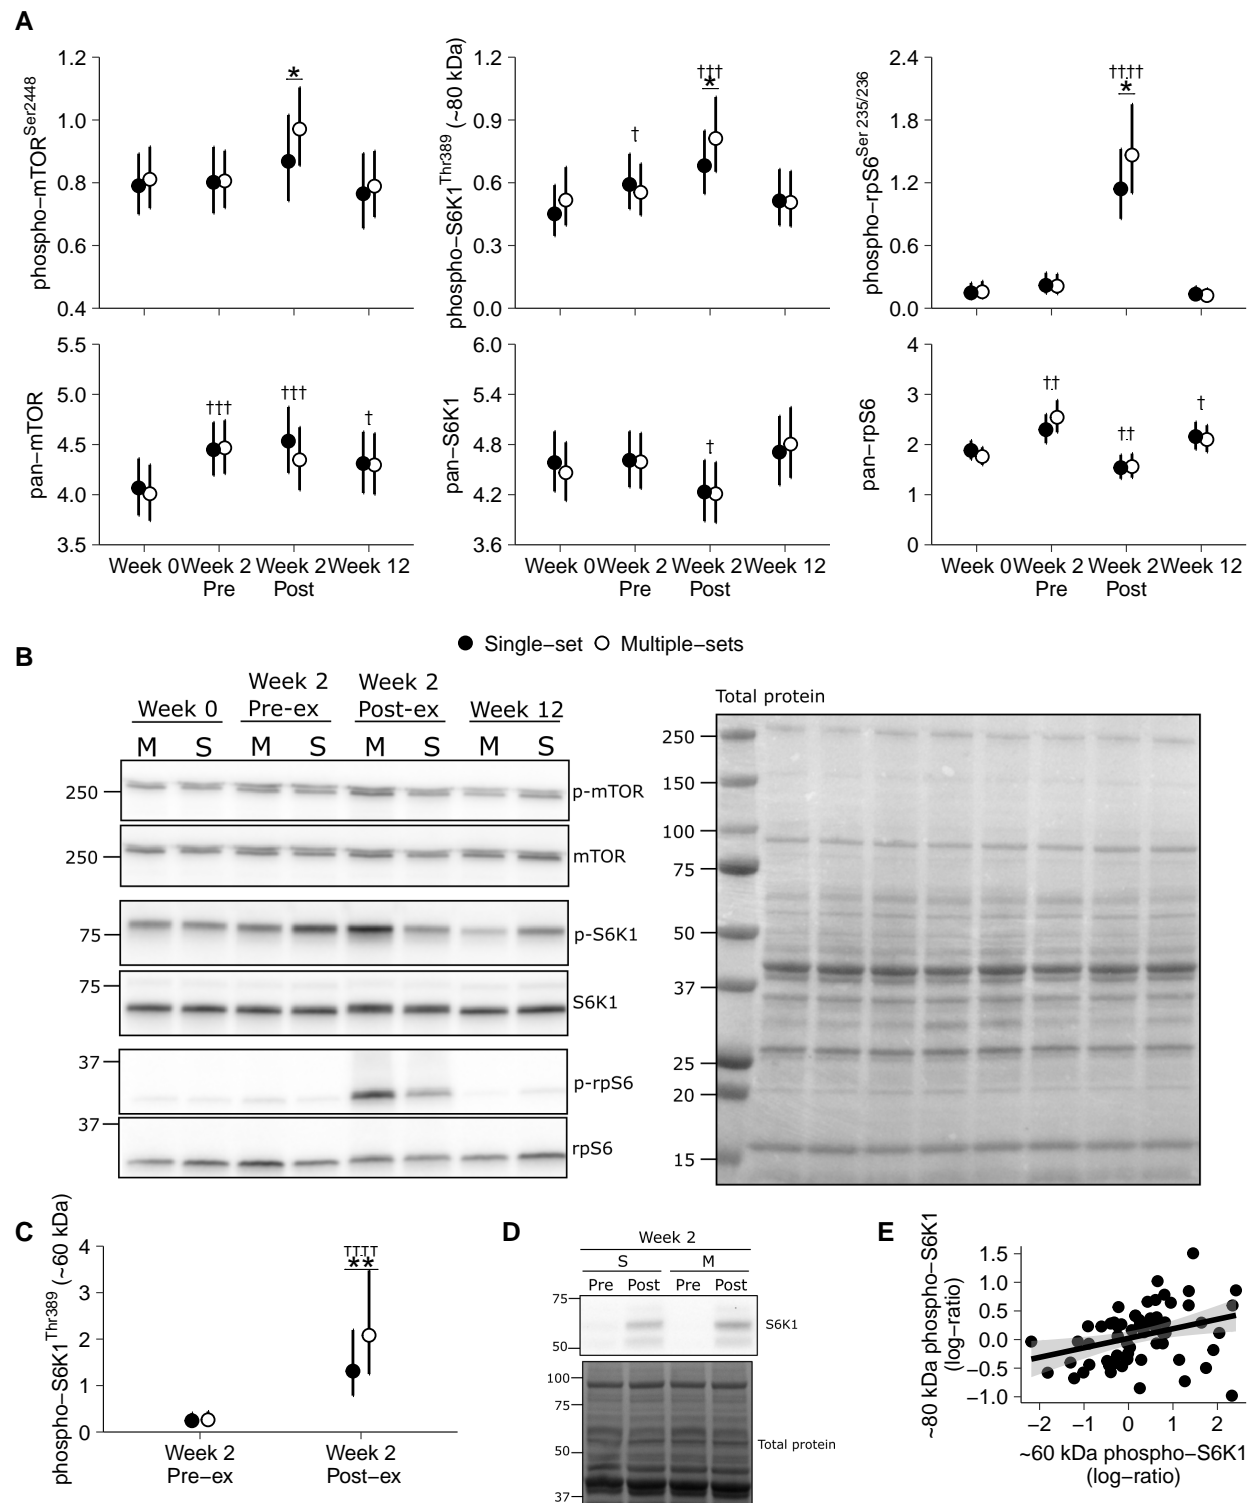 A
phospho−mTOR Ser2448
1.2
1.0
0.8
0.6
0.4
*
phospho−S6K1 Thr389 (~80 kDa)
1.2
0.9
0.6
0.3
0.0
†
†††
*
phospho−rpS6 Ser 235/236
2.4
1.8
1.2
0.6
0.0
††††
*
pan−mTOR
5.5
5.0
4.5
4.0
3.5
†††
†††
†
Week 0
Week 2 Pre
Week 2 Post
Week 12
pan−S6K1
6.0
5.4
4.8
4.2
3.6
†
Week 0
Week 2 Pre
Week 2 Post
Week 12
pan−rpS6
4
3
2
1
0
††
††
†
Week 0
Week 2 Pre
Week 2 Post
Week 12
Single−set
Multiple−sets
B
Week 0
Week 2 Pre-ex
Week 2 Post-ex
Week 12
M S M S M S M S
250 p-mTOR
250 mTOR
75 p-S6K1
75 S6K1
37 p-rpS6
37 rpS6
Total protein
250
150
100
75
50
37
25
20
15
C
phospho−S6K1 Thr389 (~60 kDa)
4
3
2
1
0
††††
**
Week 2 Pre−ex
Week 2 Post−ex
D
Week 2
S M
Pre Post Pre Post
75
50
S6K1
100
75
50
37
Total protein
E
~80 kDa phospho−S6K1
(log−ratio)
1.5
1.0
0.5
0.0
−0.5
−1.0
−2 −1 0 1 2
~60 kDa phospho−S6K1
(log−ratio)